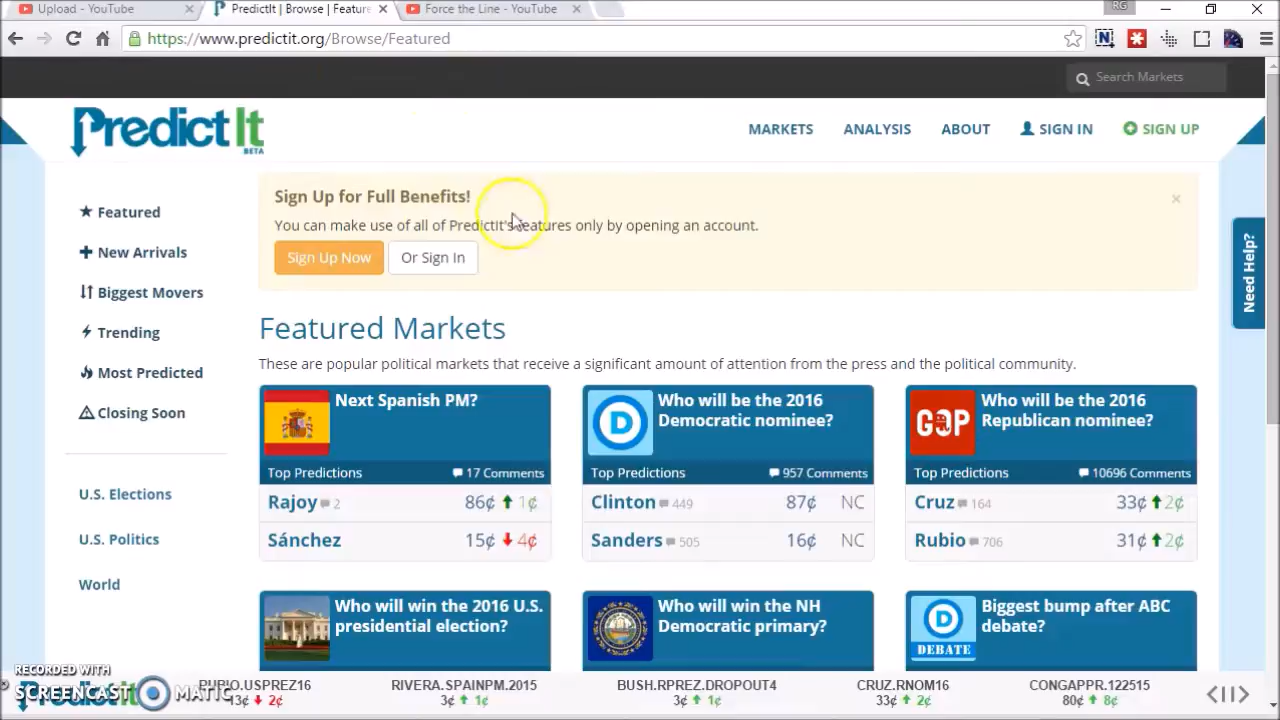 Upload - YouTube
PredictIt | Browse | Feature
Force the Line - YouTube
RG
https://www.predictit.org/Browse/Featured
Search Markets
PredictIt
BETA
MARKETS
ANALYSIS
ABOUT
SIGN IN
SIGN UP
Sign Up for Full Benefits!
You can make use of all of PredictIt's features only by opening an account.
Sign Up Now
Or Sign In
Need Help?
Featured
New Arrivals
Biggest Movers
Trending
Most Predicted
Closing Soon
U.S. Elections
U.S. Politics
World
Featured Markets
These are popular political markets that receive a significant amount of attention from the press and the political community.
Next Spanish PM?
Top Predictions 17 Comments
Rajoy 2 86¢ 1¢
Sánchez 15¢ 4¢
Who will be the 2016
Democratic nominee?
Top Predictions 957 Comments
Clinton 449 87¢ NC
Sanders 505 16¢ NC
GOP
Who will be the 2016
Republican nominee?
Top Predictions 10696 Comments
Cruz 164 33¢ 2¢
Rubio 706 31¢ 2¢
Who will win the 2016 U.S.
presidential election?
Who will win the NH
Democratic primary?
DEBATE
Biggest bump after ABC
debate?
RECORDED WITH
SCREENCAST MATIC
RUBIO.USPREZ16
13¢ 2¢
RIVERA.SPAINPM.2015
3¢ 1¢
BUSH.RPREZ.DROPOUT4
3¢ 1¢
CRUZ.RNOM16
33¢ 2¢
CONGAPPR.122515
80¢ 8¢